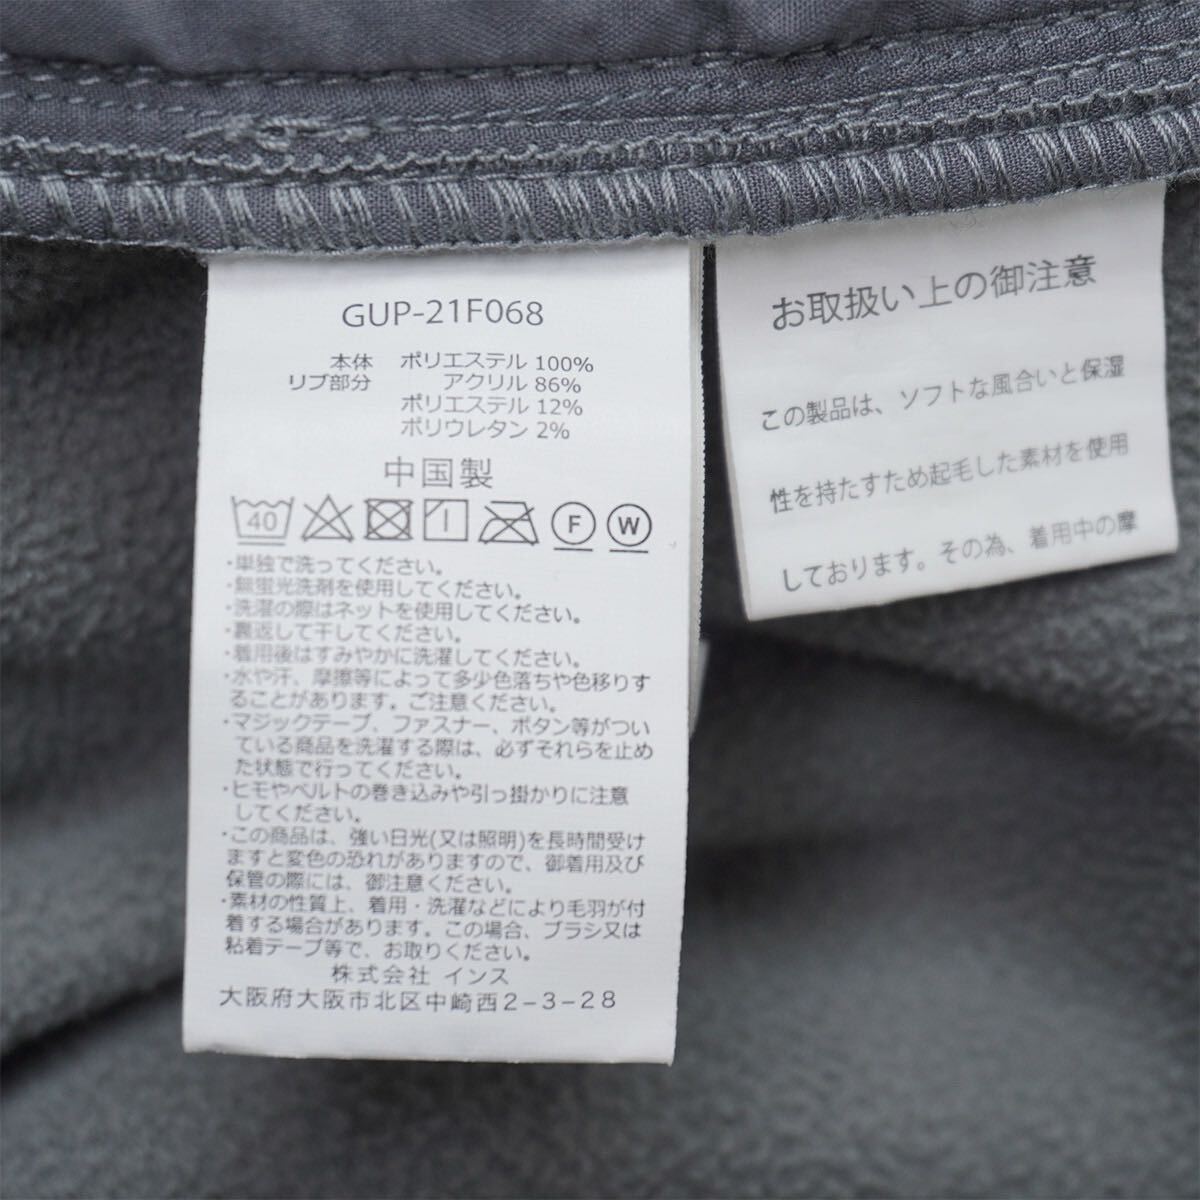 GUP-21F068
本体 ポリエステル 100%
リブ部分 アクリル 86%
ポリエステル 12%
ポリウレタン 2%
中国製
40 F W
・単独で洗ってください。
・無蛍光洗剤を使用してください。
・洗濯の際はネットを使用してください。
・裏返して干してください。
・着用後はすみやかに洗濯してください。
・水や汗、摩擦等によって多少色落ちや色移りす
ることがあります。ご注意ください。
・マジックテープ、ファスナー、ボタン等がつい
ている商品を洗濯する際は、必ずそれらを止め
た状態で行ってください。
・ヒモやベルトの巻き込みや引っ掛かりに注意
してください。
・この商品は、強い日光(又は照明)を長時間受け
ますと変色の恐れがありますので、御着用及び
保管の際には、御注意ください。
・素材の性質上、着用・洗濯などにより毛羽が付
着する場合があります。この場合、ブラシ又は
粘着テープ等で、お取りください。
株式会社 インス
大阪府大阪市北区中崎西2-3-28
お取扱い上の御注意
この製品は、ソフトな風合いと保湿
性を持たすため起毛した素材を使用
しております。その為、着用中の摩